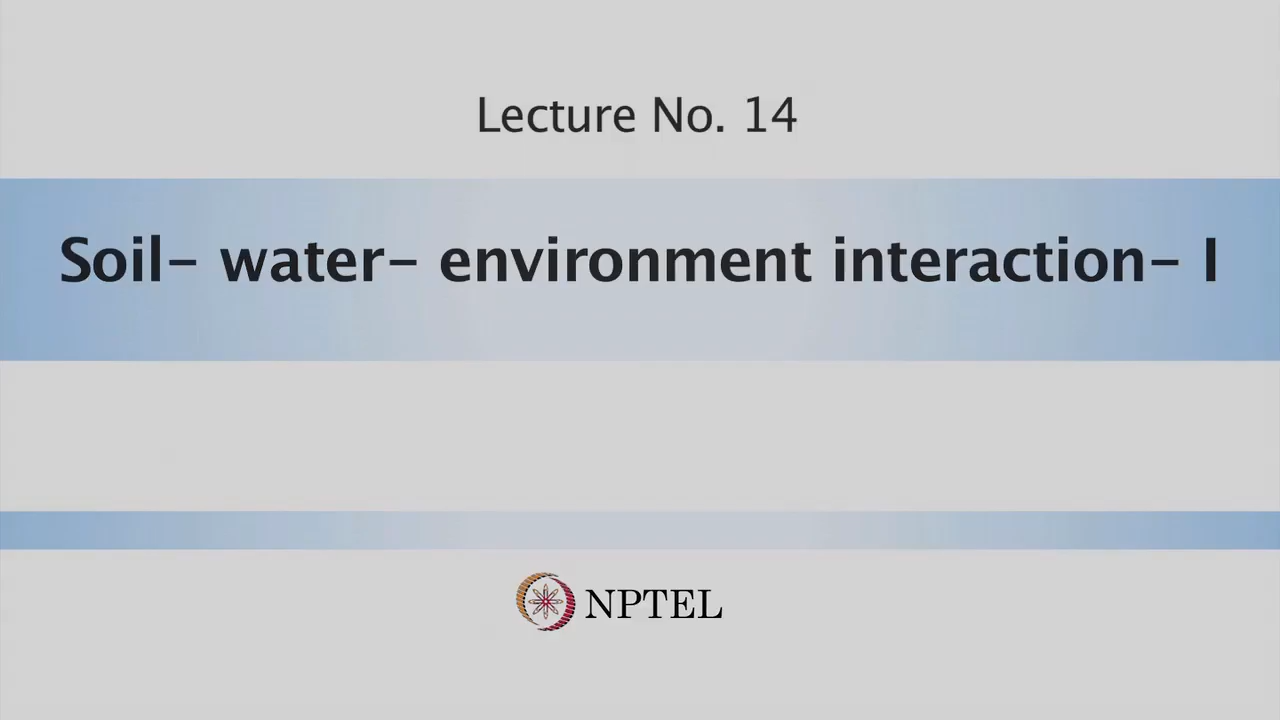 Lecture No. 14
Soil- water- environment interaction- I
NPTEL